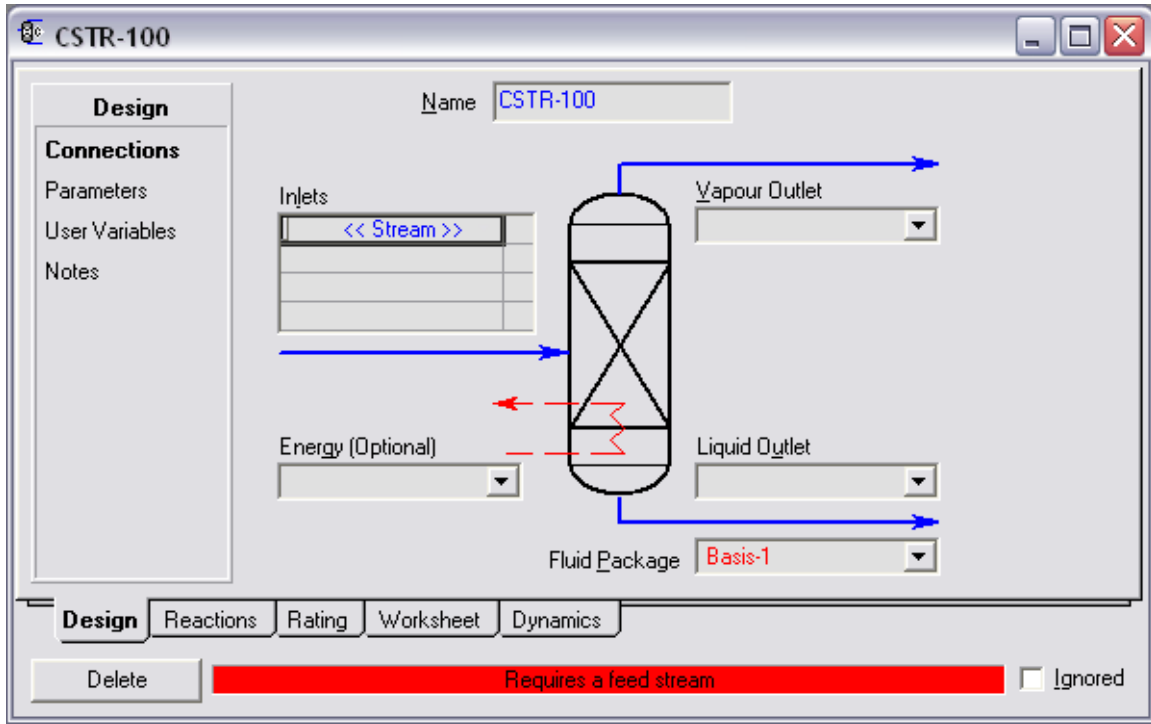 CSTR-100
Design
Connections
Parameters
User Variables
Notes
Name CSTR-100
Inlets
<< Stream >>
Vapour Outlet
Energy (Optional)
Liquid Outlet
Fluid Package Basis-1
Design Reactions Rating Worksheet Dynamics
Delete Requires a feed stream Ignored